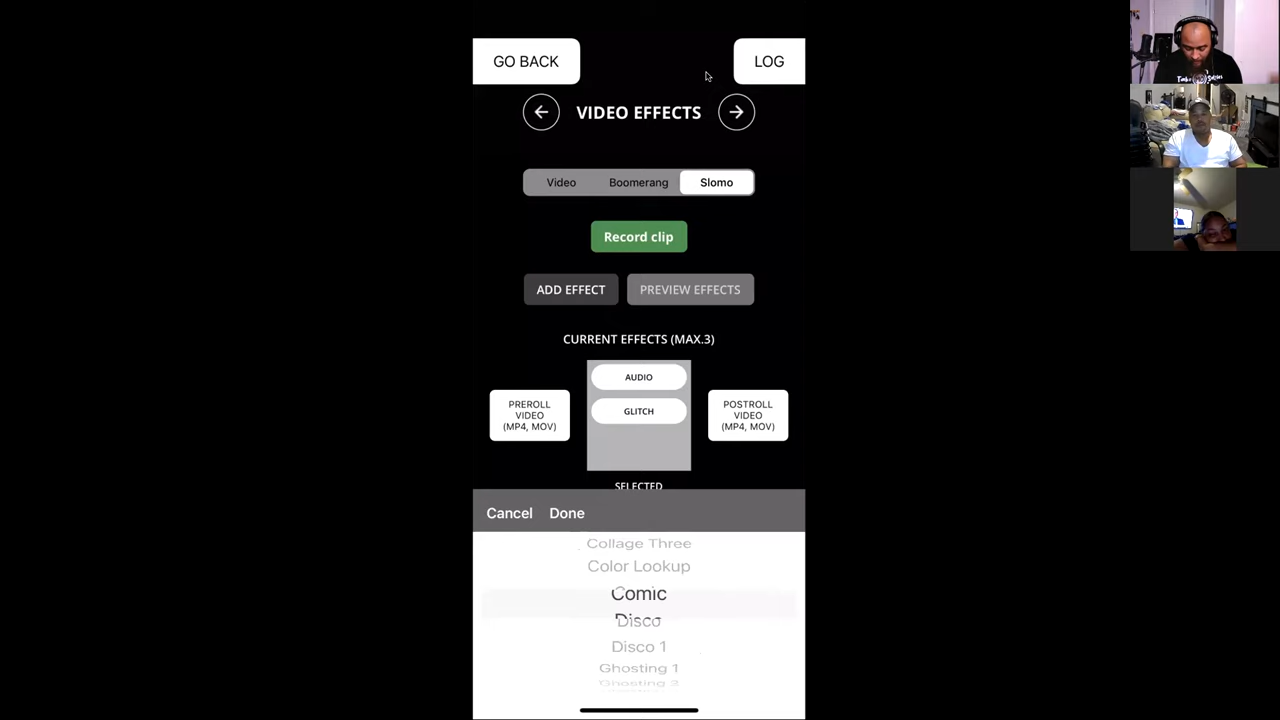 GO BACK
LOG
VIDEO EFFECTS
Video
Boomerang
Slomo
Record clip
ADD EFFECT
PREVIEW EFFECTS
CURRENT EFFECTS (MAX.3)
PREROLL
VIDEO
(MP4, MOV)
AUDIO
GLITCH
POSTROLL
VIDEO
(MP4, MOV)
SELECTED
Cancel
Done
Collage Three
Color Lookup
Comic
Disco
Disco 1
Ghosting 1
Ghosting 2